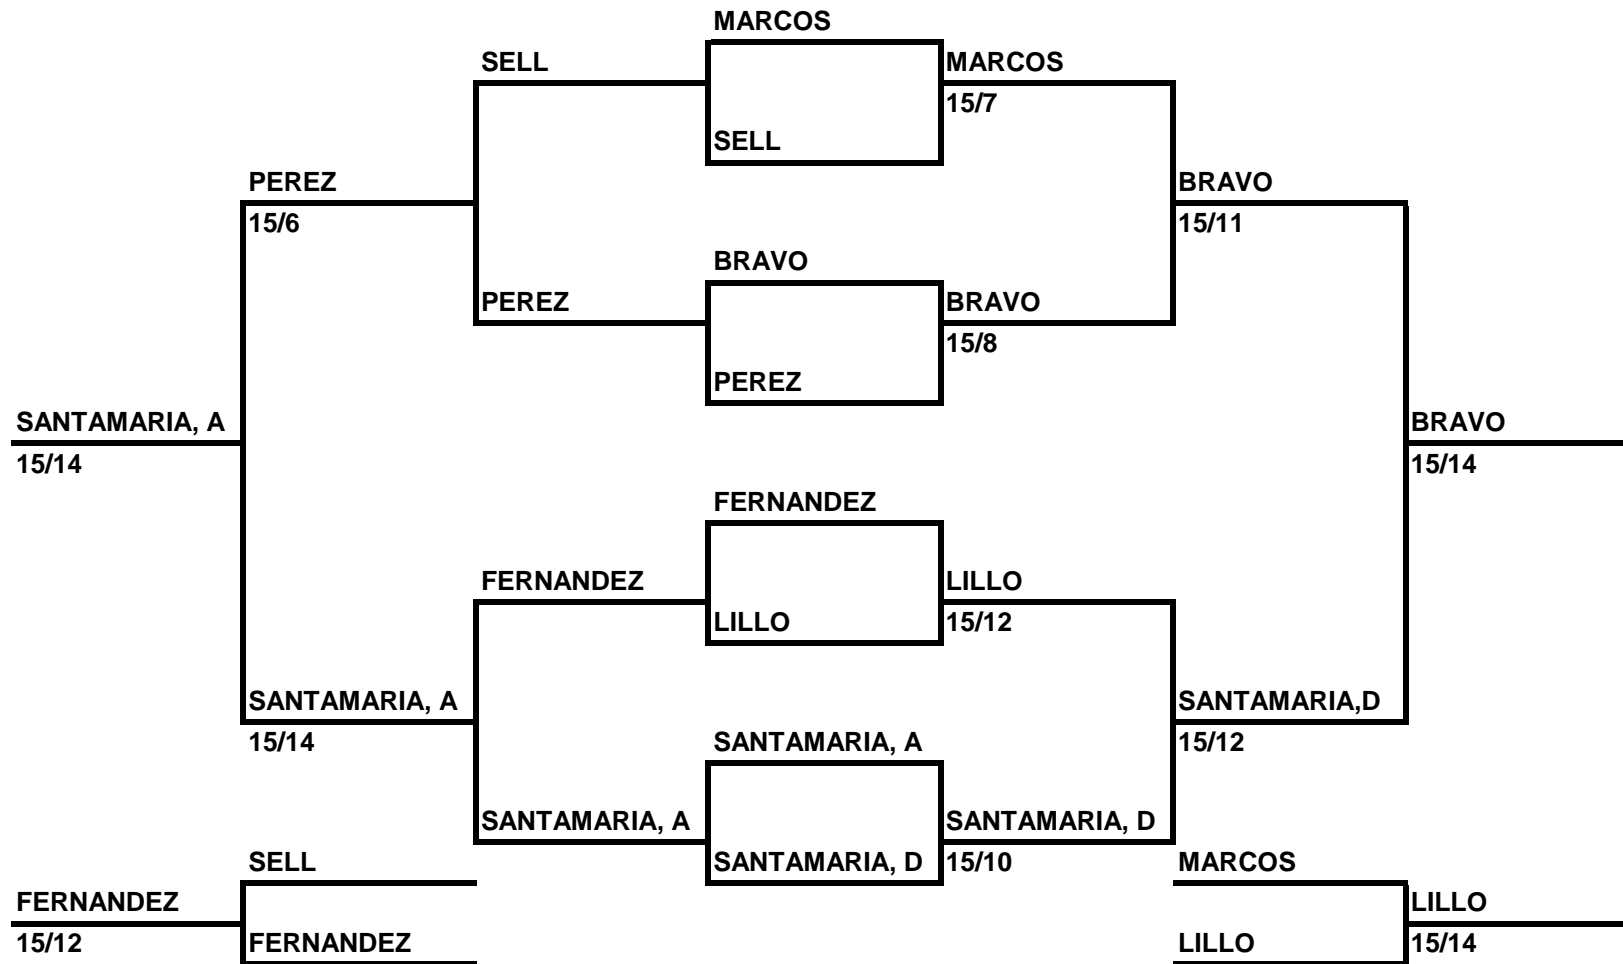 MARCOS
SELL
MARCOS
15/7
SELL
PEREZ
BRAVO
15/6
15/11
BRAVO
PEREZ
BRAVO
15/8
PEREZ
SANTAMARIA, A
BRAVO
15/14
15/14
FERNANDEZ
FERNANDEZ
LILLO
LILLO
15/12
SANTAMARIA, A
SANTAMARIA,D
15/14
15/12
SANTAMARIA, A
SANTAMARIA, A
SANTAMARIA, D
SELL
SANTAMARIA, D
15/10
MARCOS
FERNANDEZ
LILLO
15/12
FERNANDEZ
LILLO
15/14